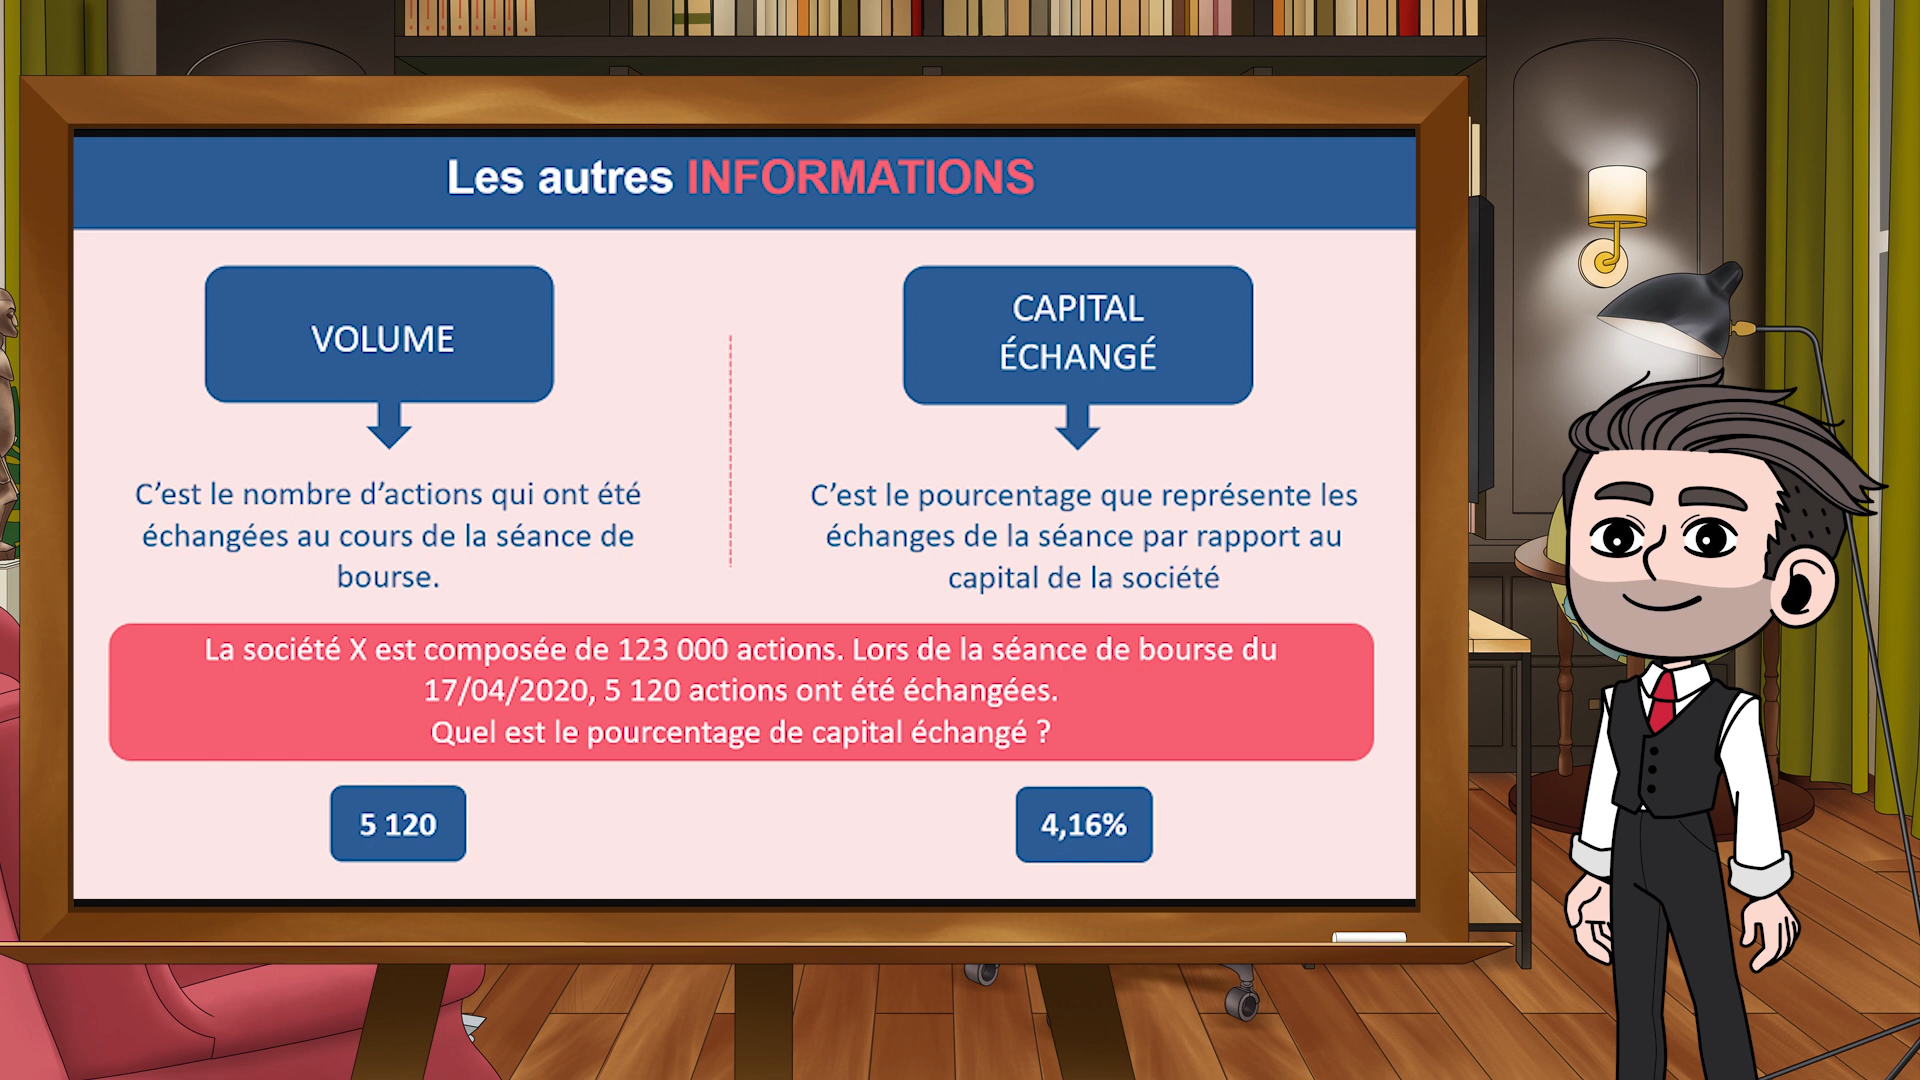 Les autres INFORMATIONS
VOLUME
C’est le nombre d’actions qui ont été
échangées au cours de la séance de
bourse.
CAPITAL
ÉCHANGÉ
C’est le pourcentage que représente les
échanges de la séance par rapport au
capital de la société
La société X est composée de 123 000 actions. Lors de la séance de bourse du
17/04/2020, 5 120 actions ont été échangées.
Quel est le pourcentage de capital échangé ?
5 120
4,16%